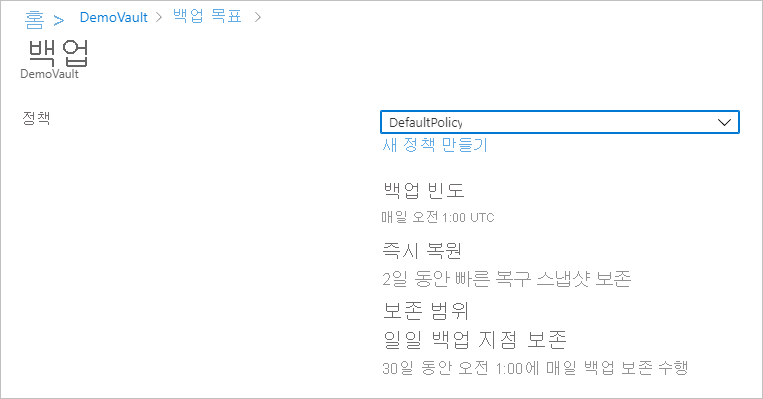 홈 > DemoVault > 백업 목표 >
백업
DemoVault
정책
DefaultPolicy
새 정책 만들기
백업 빈도
매일 오전 1:00 UTC
즉시 복원
2일 동안 빠른 복구 스냅샷 보존
보존 범위
일일 백업 지점 보존
30일 동안 오전 1:00에 매일 백업 보존 수행